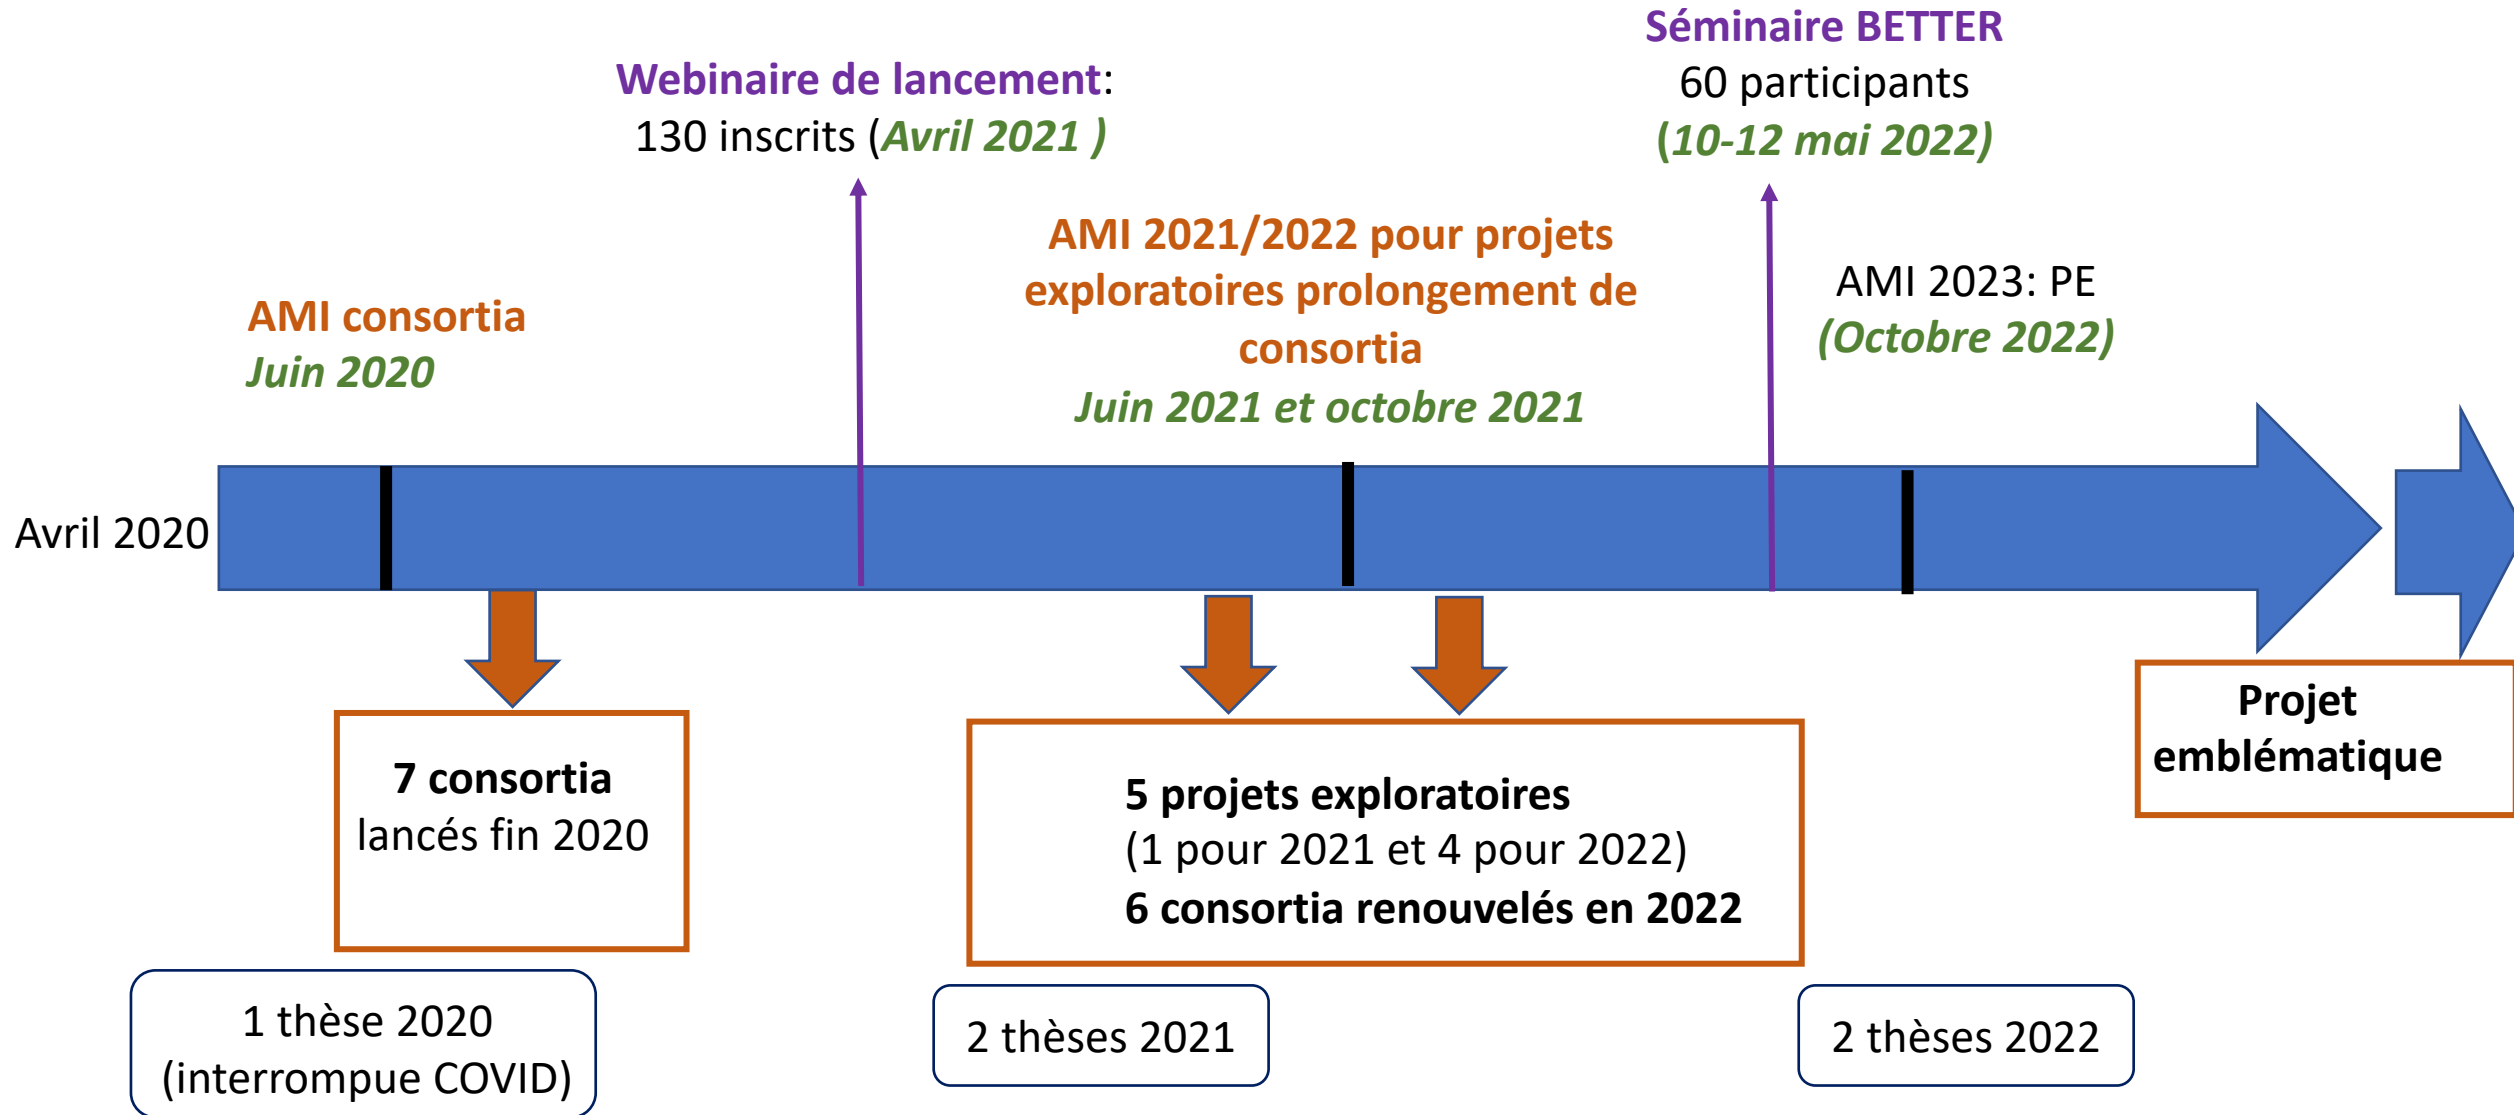 Séminaire BETTER
60 participants
(10-12 mai 2022)
Webinaire de lancement:
130 inscrits (Avril 2021 )
AMI 2021/2022 pour projets
exploratoires prolongement de
consortia
Juin 2021 et octobre 2021
AMI 2023: PE
(Octobre 2022)
AMI consortia
Juin 2020
Avril 2020
Projet
emblématique
7 consortia
lancés fin 2020
5 projets exploratoires
(1 pour 2021 et 4 pour 2022)
6 consortia renouvelés en 2022
1 thèse 2020
(interrompue COVID)
2 thèses 2021
2 thèses 2022